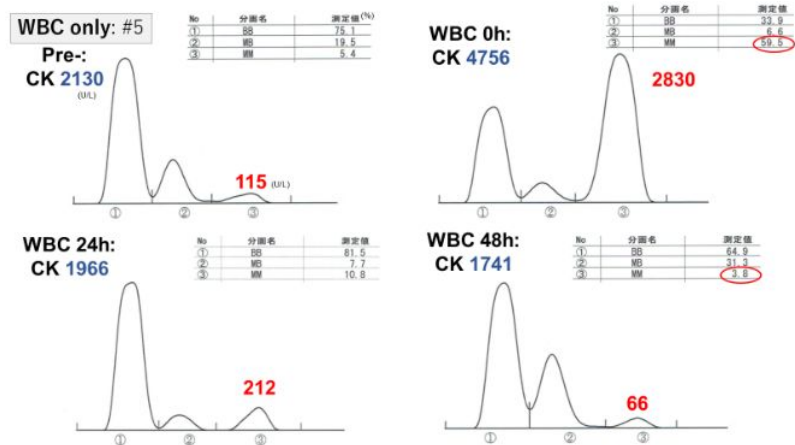 WBC only: #5
Pre-:
CK 2130
(U/L)
No 分画名 測定値(%)
① BB 75.1
② MB 19.5
③ MM 5.4
115 (U/L)
① ② ③
WBC 0h:
CK 4756
No 分画名 測定値
① BB 33.9
② MB 6.6
③ MM 59.5
2830
① ② ③
WBC 24h:
CK 1966
No 分画名 測定値
① BB 81.5
② MB 7.7
③ MM 10.8
212
① ② ③
WBC 48h:
CK 1741
No 分画名 測定値
① BB 64.9
② MB 31.3
③ MM 3.8
66
① ② ③